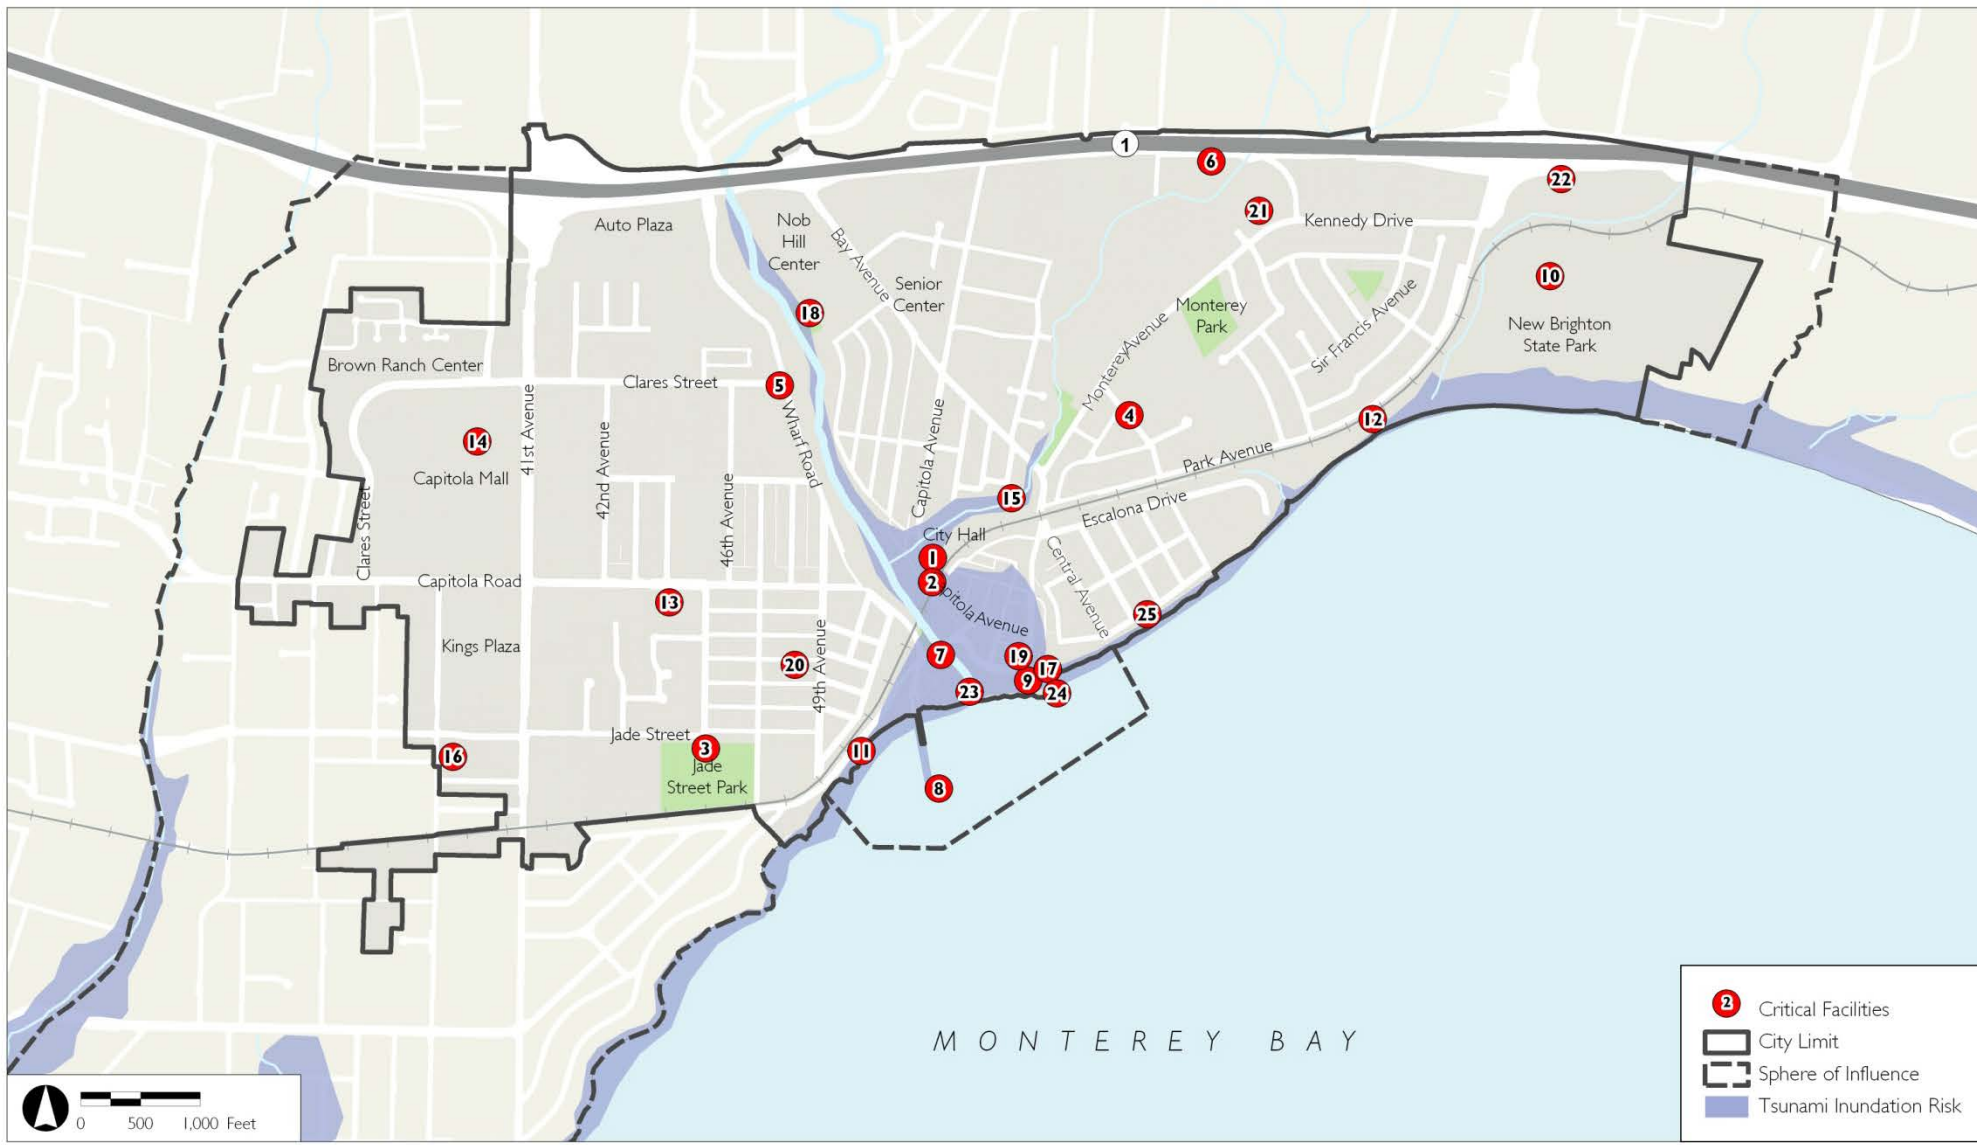 1
6
22
21
Auto Plaza
Nob
Hill
Center
Bay Avenue
Kennedy Drive
Senior
Center
10
18
Monterey
Park
Monterey Avenue
Sir Francis Avenue
New Brighton
State Park
Brown Ranch Center
Clares Street
5
Wharf Road
4
12
14
Capitola Mall
41st Avenue
42nd Avenue
46th Avenue
Capitola Avenue
Park Avenue
Escalona Drive
15
Clares Street
City Hall
1
2
Capitola Avenue
Central Avenue
Capitola Road
13
25
Kings Plaza
20
49th Avenue
7
19
17
9
23
24
Jade Street
3
Jade
Street Park
16
11
8
MONTEREY BAY
2
Critical Facilities
City Limit
Sphere of Influence
Tsunami Inundation Risk
0 500 1,000 Feet